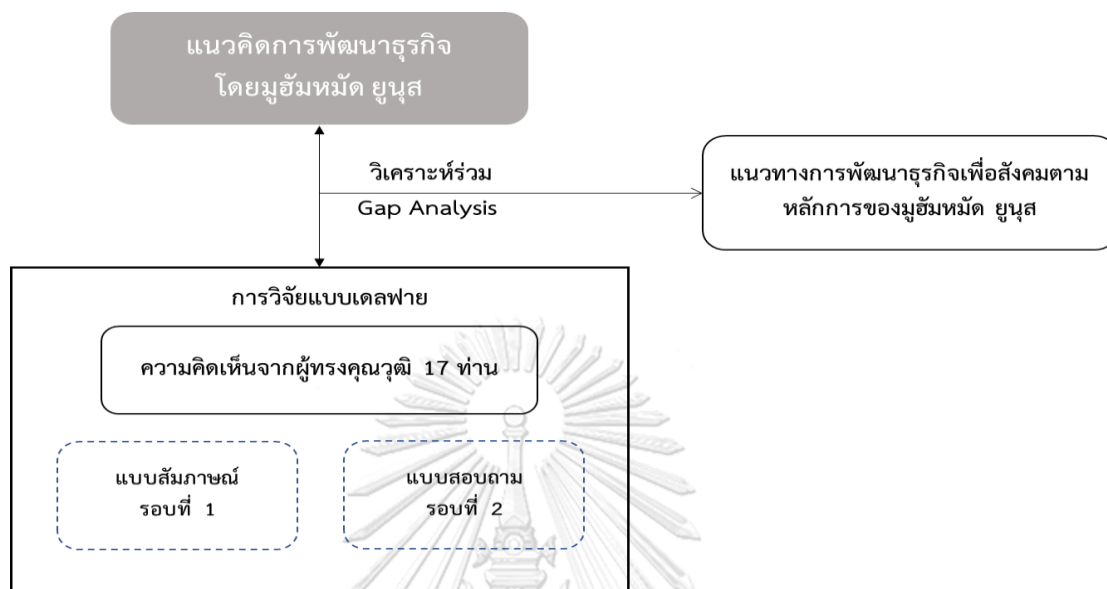 แนวคิดการพัฒนาธุรกิจ
โดยมูฮัมหมัด ยูนุส
วิเคราะห์ร่วม
Gap Analysis
แนวทางการพัฒนาธุรกิจเพื่อสังคมตาม
หลักการของมูฮัมหมัด ยูนุส
การวิจัยแบบเดลฟาย
ความคิดเห็นจากผู้ทรงคุณวุฒิ 17 ท่าน
แบบสัมภาษณ์
รอบที่ 1
แบบสอบถาม
รอบที่ 2